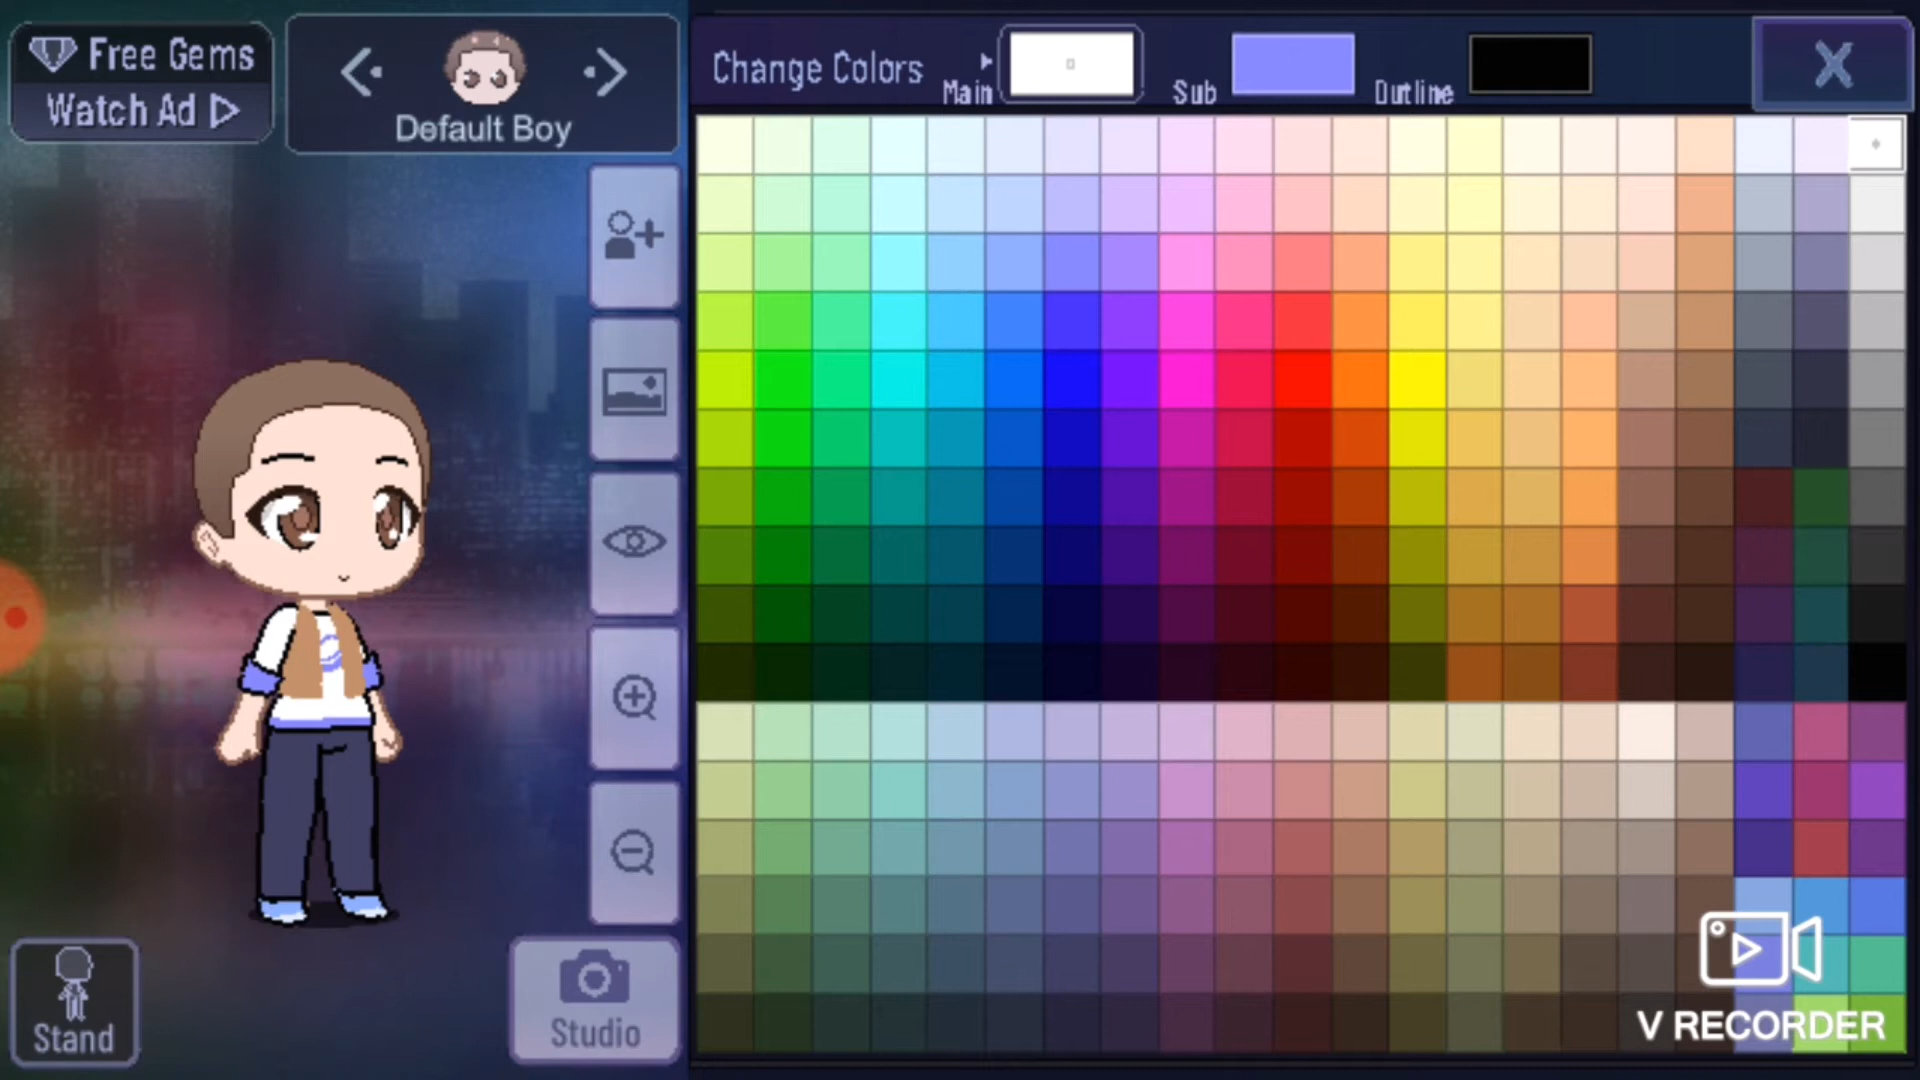 Free Gems
Watch Ad
Default Boy
Change Colors
Main
Sub
Outline
X
Stand
Studio
V RECORDER